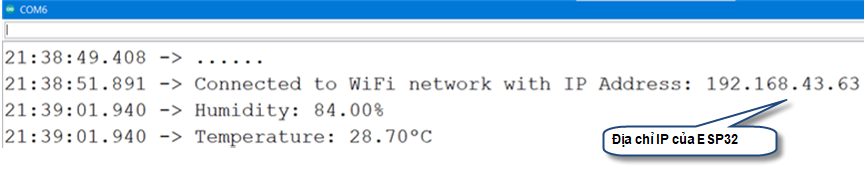 COM6
21:38:49.408 -> ......
21:38:51.891 -> Connected to WiFi network with IP Address: 192.168.43.63
21:39:01.940 -> Humidity: 84.00%
21:39:01.940 -> Temperature: 28.70°C
Địa chỉ IP của ESP32